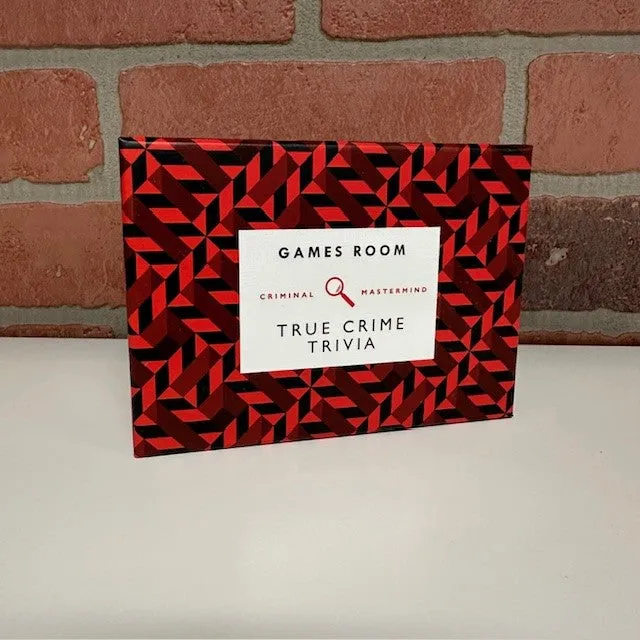 GAMES ROOM
CRIMINAL MASTERMIND
TRUE CRIME
TRIVIA